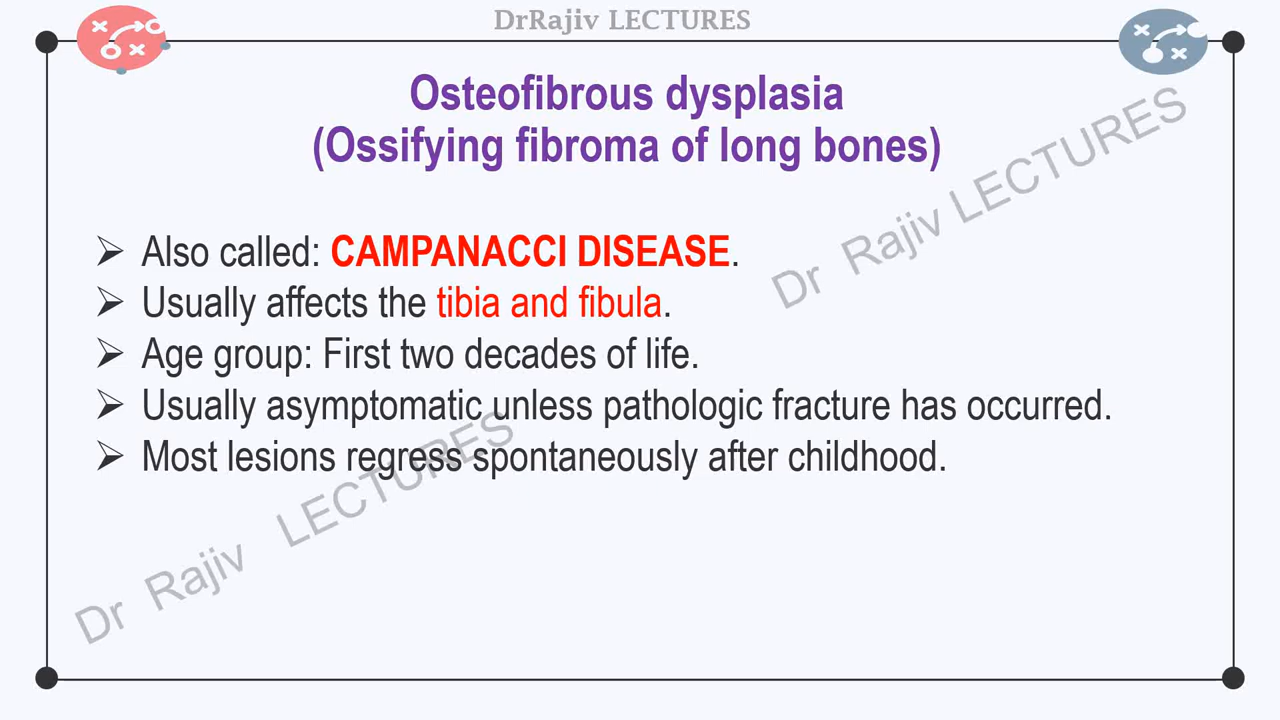 DrRajiv LECTURES
Osteofibrous dysplasia
(Ossifying fibroma of long bones)
➢ Also called: CAMPANACCI DISEASE.
➢ Usually affects the tibia and fibula.
➢ Age group: First two decades of life.
➢ Usually asymptomatic unless pathologic fracture has occurred.
➢ Most lesions regress spontaneously after childhood.
Dr Rajiv LECTURES
Dr Rajiv LECTURES